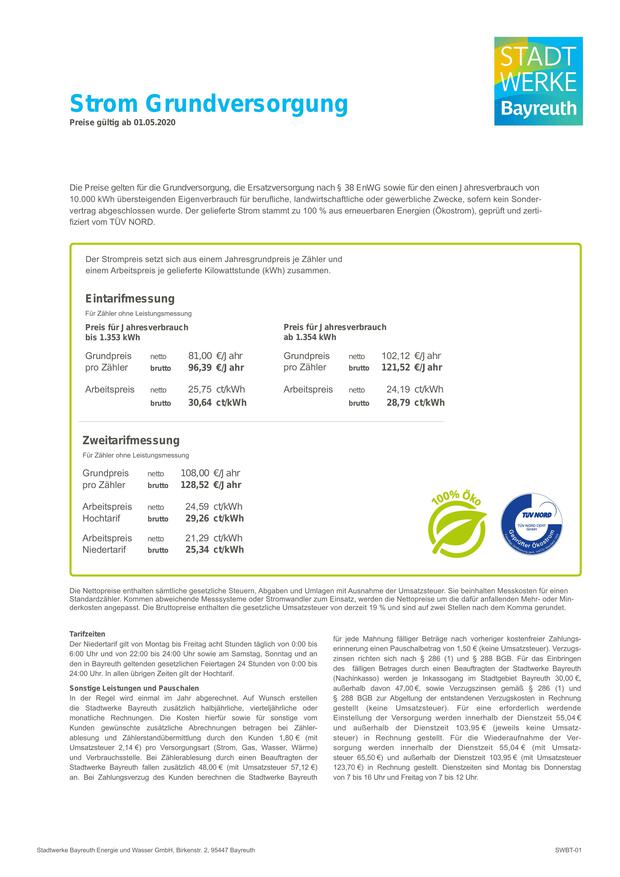 STADT
WERKE
Bayreuth
Strom Grundversorgung
Preise gültig ab 01.05.2020
Die Preise gelten für die Grundversorgung, die Ersatzversorgung nach § 38 EnWG sowie für den einen Jahresverbrauch von
10.000 kWh übersteigenden Eigenverbrauch für berufliche, landwirtschaftliche oder gewerbliche Zwecke, sofern kein Sonder-
vertrag abgeschlossen wurde. Der gelieferte Strom stammt zu 100 % aus erneuerbaren Energien (Ökostrom), geprüft und zerti-
fiziert vom TÜV NORD.
Der Strompreis setzt sich aus einem Jahresgrundpreis je Zähler und
einem Arbeitspreis je gelieferte Kilowattstunde (kWh) zusammen.
Eintarifmessung
Für Zähler ohne Leistungsmessung
Preis für Jahresverbrauch
bis 1.353 kWh
Grundpreis netto 81,00 €/Jahr
pro Zähler brutto 96,39 €/Jahr
Arbeitspreis netto 25,75 ct/kWh
brutto 30,64 ct/kWh
Preis für Jahresverbrauch
ab 1.354 kWh
Grundpreis netto 102,12 €/Jahr
pro Zähler brutto 121,52 €/Jahr
Arbeitspreis netto 24,19 ct/kWh
brutto 28,79 ct/kWh
Zweitarifmessung
Für Zähler ohne Leistungsmessung
Grundpreis netto 108,00 €/Jahr
pro Zähler brutto 128,52 €/Jahr
Arbeitspreis netto 24,59 ct/kWh
Hochtarif brutto 29,26 ct/kWh
Arbeitspreis netto 21,29 ct/kWh
Niedertarif brutto 25,34 ct/kWh
100% Öko
TÜV NORD
TÜV NORD CERT
GmbH
Geprüfter Ökostrom
Die Nettopreise enthalten sämtliche gesetzliche Steuern, Abgaben und Umlagen mit Ausnahme der Umsatzsteuer. Sie beinhalten Messkosten für einen
Standardzähler. Kommen abweichende Messsysteme oder Stromwandler zum Einsatz, werden die Nettopreise um die dafür anfallenden Mehr- oder Min-
derkosten angepasst. Die Bruttopreise enthalten die gesetzliche Umsatzsteuer von derzeit 19 % und sind auf zwei Stellen nach dem Komma gerundet.
Tarifzeiten
Der Niedertarif gilt von Montag bis Freitag acht Stunden täglich von 0:00 bis
6:00 Uhr und von 22:00 bis 24:00 Uhr sowie am Samstag, Sonntag und an
den in Bayreuth geltenden gesetzlichen Feiertagen 24 Stunden von 0:00 bis
24:00 Uhr. In allen übrigen Zeiten gilt der Hochtarif.
Sonstige Leistungen und Pauschalen
In der Regel wird einmal im Jahr abgerechnet. Auf Wunsch erstellen
die Stadtwerke Bayreuth zusätzlich halbjährliche, vierteljährliche oder
monatliche Rechnungen. Die Kosten hierfür sowie für sonstige vom
Kunden gewünschte zusätzliche Abrechnungen betragen bei Zähler-
ablesung und Zählerstandübermittlung durch den Kunden 1,80 € (mit
Umsatzsteuer 2,14 €) pro Versorgungsart (Strom, Gas, Wasser, Wärme)
und Verbrauchsstelle. Bei Zählerablesung durch einen Beauftragten der
Stadtwerke Bayreuth fallen zusätzlich 48,00 € (mit Umsatzsteuer 57,12 €)
an. Bei Zahlungsverzug des Kunden berechnen die Stadtwerke Bayreuth
für jede Mahnung fälliger Beträge nach vorheriger kostenfreier Zahlungs-
erinnerung einen Pauschalbetrag von 1,50 € (keine Umsatzsteuer). Verzugs-
zinsen richten sich nach § 286 (1) und § 288 BGB. Für das Einbringen
des fälligen Betrages durch einen Beauftragten der Stadtwerke Bayreuth
(Nachinkasso) werden je Inkassogang im Stadtgebiet Bayreuth 30,00 €,
außerhalb davon 47,00 €, sowie Verzugszinsen gemäß § 286 (1) und
§ 288 BGB zur Abgeltung der entstandenen Verzugskosten in Rechnung
gestellt (keine Umsatzsteuer). Für eine erforderlich werdende
Einstellung der Versorgung werden innerhalb der Dienstzeit 55,04 €
und außerhalb der Dienstzeit 103,95 € (jeweils keine Umsatz-
steuer) in Rechnung gestellt. Für die Wiederaufnahme der Ver-
sorgung werden innerhalb der Dienstzeit 55,04 € (mit Umsatz-
steuer 65,50 €) und außerhalb der Dienstzeit 103,95 € (mit Umsatzsteuer
123,70 €) in Rechnung gestellt. Dienstzeiten sind Montag bis Donnerstag
von 7 bis 16 Uhr und Freitag von 7 bis 12 Uhr.
Stadtwerke Bayreuth Energie und Wasser GmbH, Birkenstr. 2, 95447 Bayreuth
SWBT-01